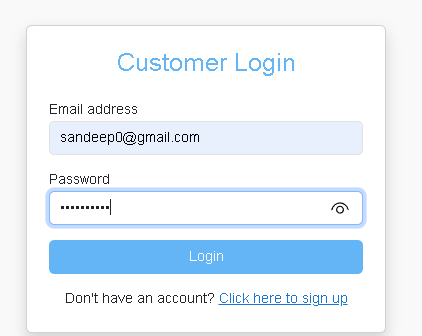 Customer Login
Email address
sandeep0@gmail.com
Password
••••••••••
Login
Don't have an account? Click here to sign up